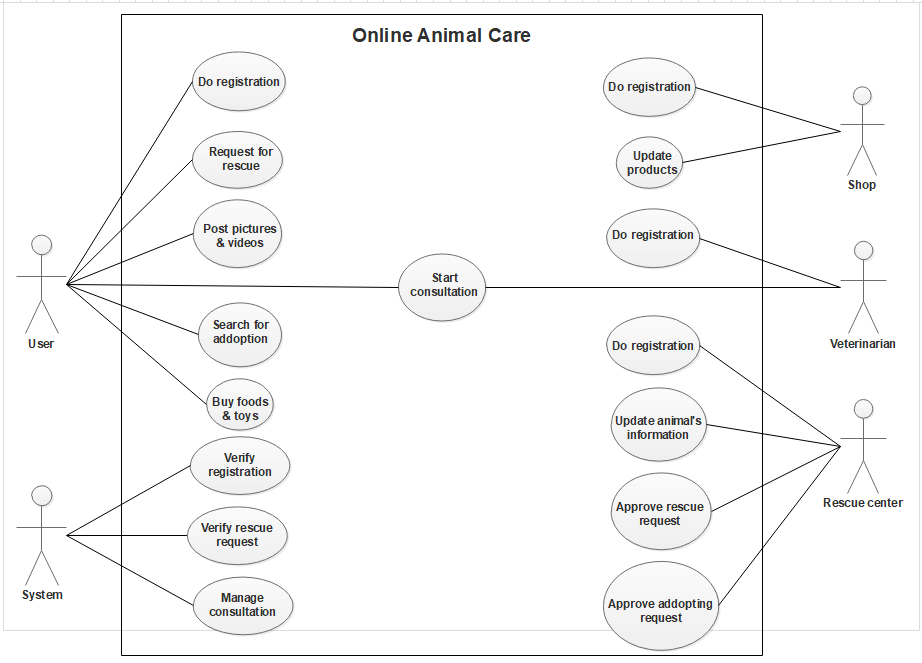 Online Animal Care
Do registration
Request for
rescue
Post pictures
& videos
Start
consultation
Search for
addoption
Buy foods
& toys
Verify
registration
Verify rescue
request
Manage
consultation
Do registration
Update
products
Do registration
Do registration
Update animal's
information
Approve rescue
request
Approve addopting
request
User
System
Shop
Veterinarian
Rescue center